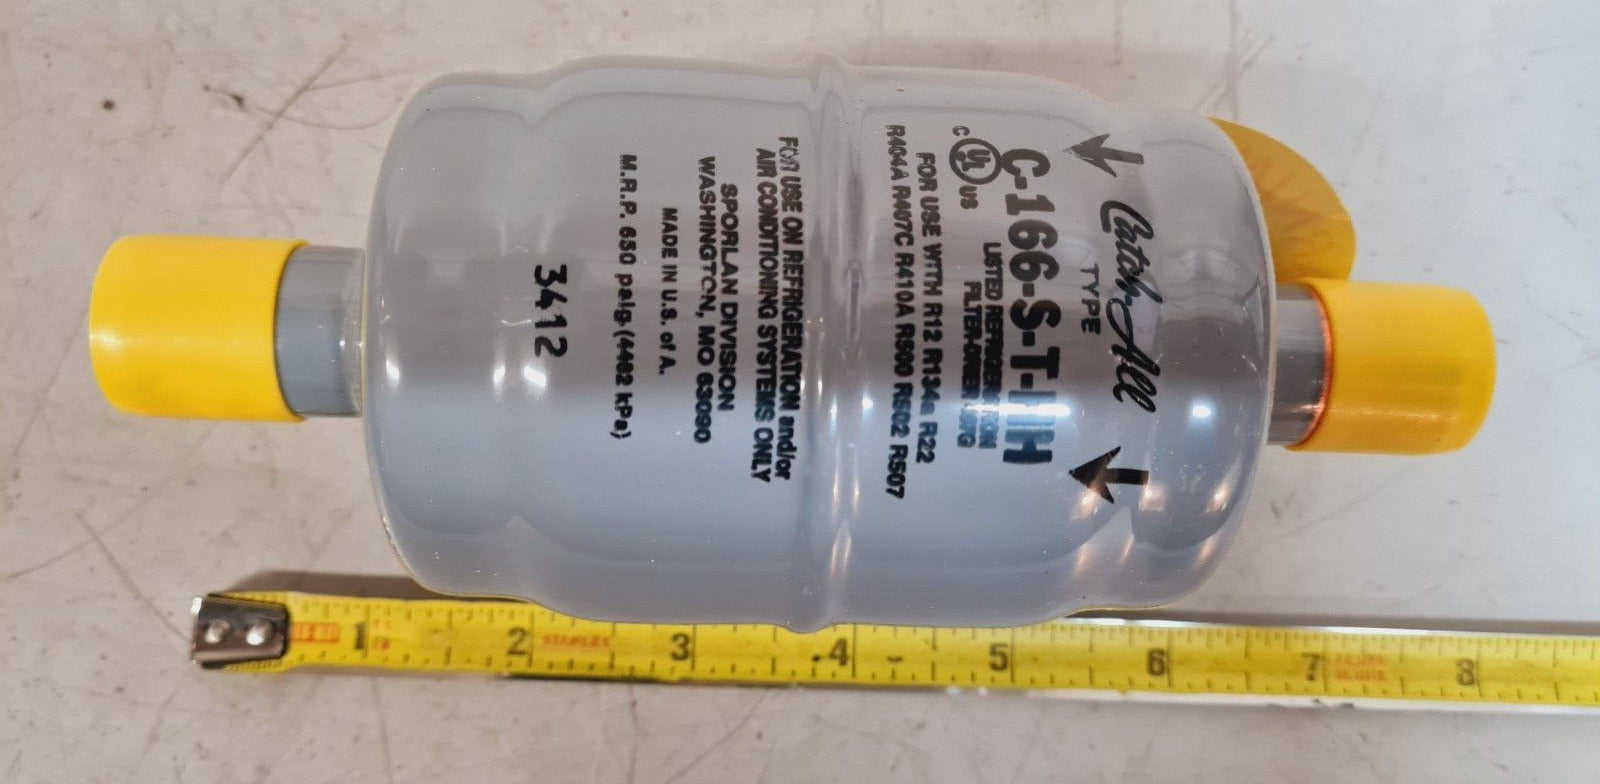 Catch-All
TYPE
C-166-S-T-HH
C UL US
LISTED REFRIGERATION
FILTER-DRIER
FOR USE WITH R12 R134a R22
R404A R407C R410A R500 R502 R507
FOR USE ON REFRIGERATION and/or
AIR CONDITIONING SYSTEMS ONLY
SPORLAN DIVISION
WASHINGTON, MO 63090
MADE IN U.S. of A.
M.R.P. 650 psig (4482 kPa)
3412
1 2 STANLEY 3 4 5 6 7 8